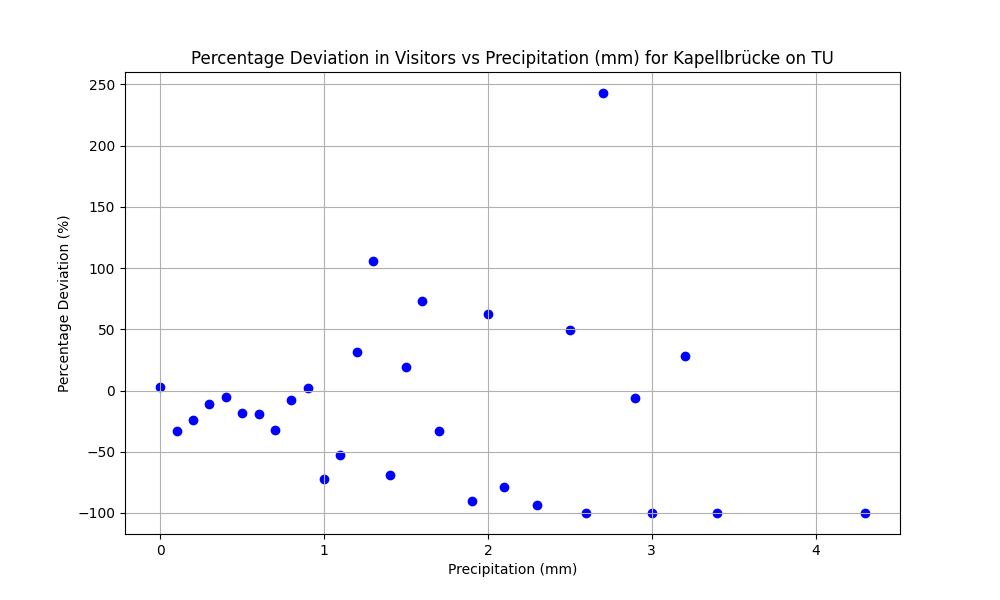 Percentage Deviation in Visitors vs Precipitation (mm) for Kapellbrücke on TU
250
200
150
100
50
0
−50
−100
Percentage Deviation (%)
0 1 2 3 4
Precipitation (mm)